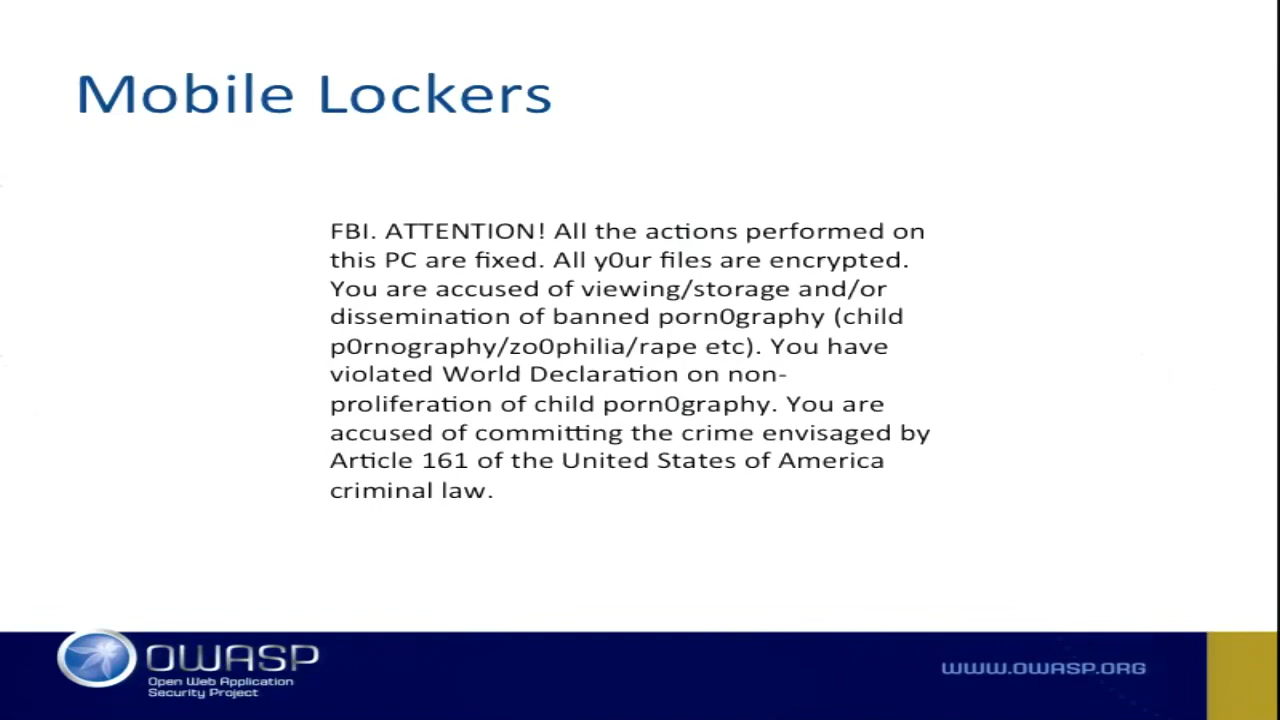 Mobile Lockers
FBI. ATTENTION! All the actions performed on
this PC are fixed. All y0ur files are encrypted.
You are accused of viewing/storage and/or
dissemination of banned porn0graphy (child
p0rnography/zo0philia/rape etc). You have
violated World Declaration on non-
proliferation of child porn0graphy. You are
accused of committing the crime envisaged by
Article 161 of the United States of America
criminal law.
OWASP
Open Web Application
Security Project
WWW.OWASP.ORG